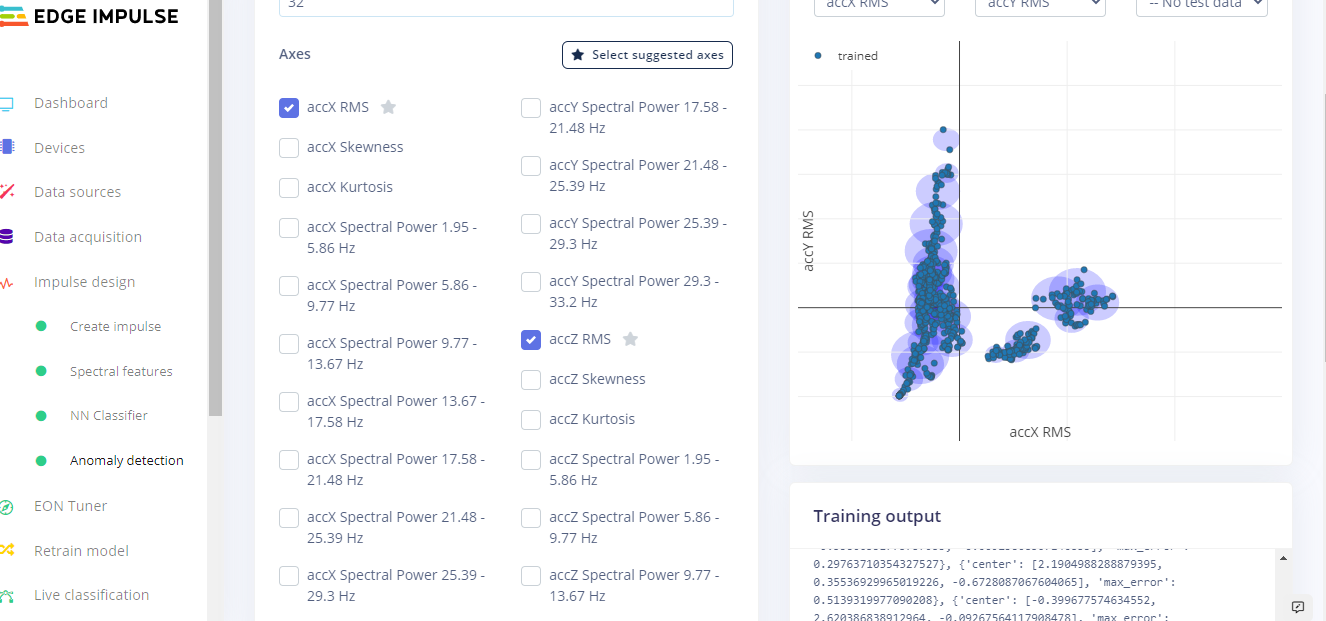 EDGE IMPULSE
Dashboard
Devices
Data sources
Data acquisition
Impulse design
Create impulse
Spectral features
NN Classifier
Anomaly detection
EON Tuner
Retrain model
Live classification
32
Axes
Select suggested axes
accX RMS
accX Skewness
accX Kurtosis
accX Spectral Power 1.95 -
5.86 Hz
accX Spectral Power 5.86 -
9.77 Hz
accX Spectral Power 9.77 -
13.67 Hz
accX Spectral Power 13.67 -
17.58 Hz
accX Spectral Power 17.58 -
21.48 Hz
accX Spectral Power 21.48 -
25.39 Hz
accX Spectral Power 25.39 -
29.3 Hz
accY Spectral Power 17.58 -
21.48 Hz
accY Spectral Power 21.48 -
25.39 Hz
accY Spectral Power 25.39 -
29.3 Hz
accY Spectral Power 29.3 -
33.2 Hz
accZ RMS
accZ Skewness
accZ Kurtosis
accZ Spectral Power 1.95 -
5.86 Hz
accZ Spectral Power 5.86 -
9.77 Hz
accZ Spectral Power 9.77 -
13.67 Hz
accX RMS
accY RMS
-- No test data
trained
accY RMS
accX RMS
Training output
0.29763710354327527}, {'center': [2.1904988288879395,
0.35536929965019226, -0.6728087067604065], 'max_error':
0.5139319977090208}, {'center': [-0.399677574634552,
2.620386838912964, -0.09267564117908478], 'max_error':